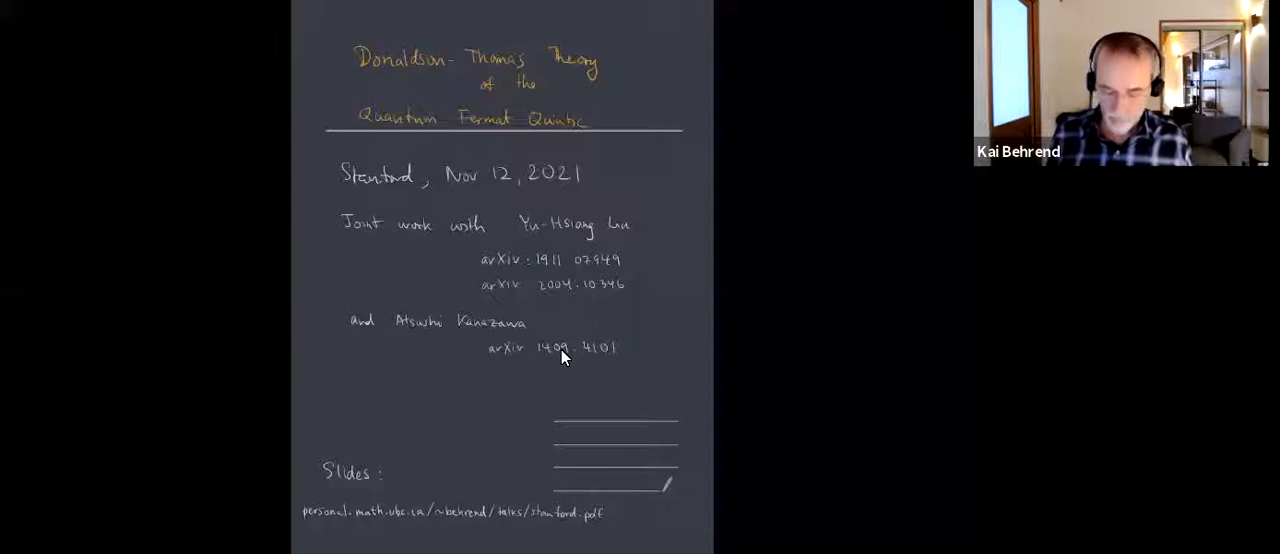 Donaldson-Thomas Theory
of the
Quantum Fermat Quintic
Stanford, Nov 12, 2021
Joint work with Yu-Hsiang Liu
arXiv: 1911 07949
arXiv 2004.10346
and Atsushi Kanazawa
arXiv 1409.4101
Slides:
personal.math.ubc.ca/~behrend/talks/stanford.pdf
Kai Behrend